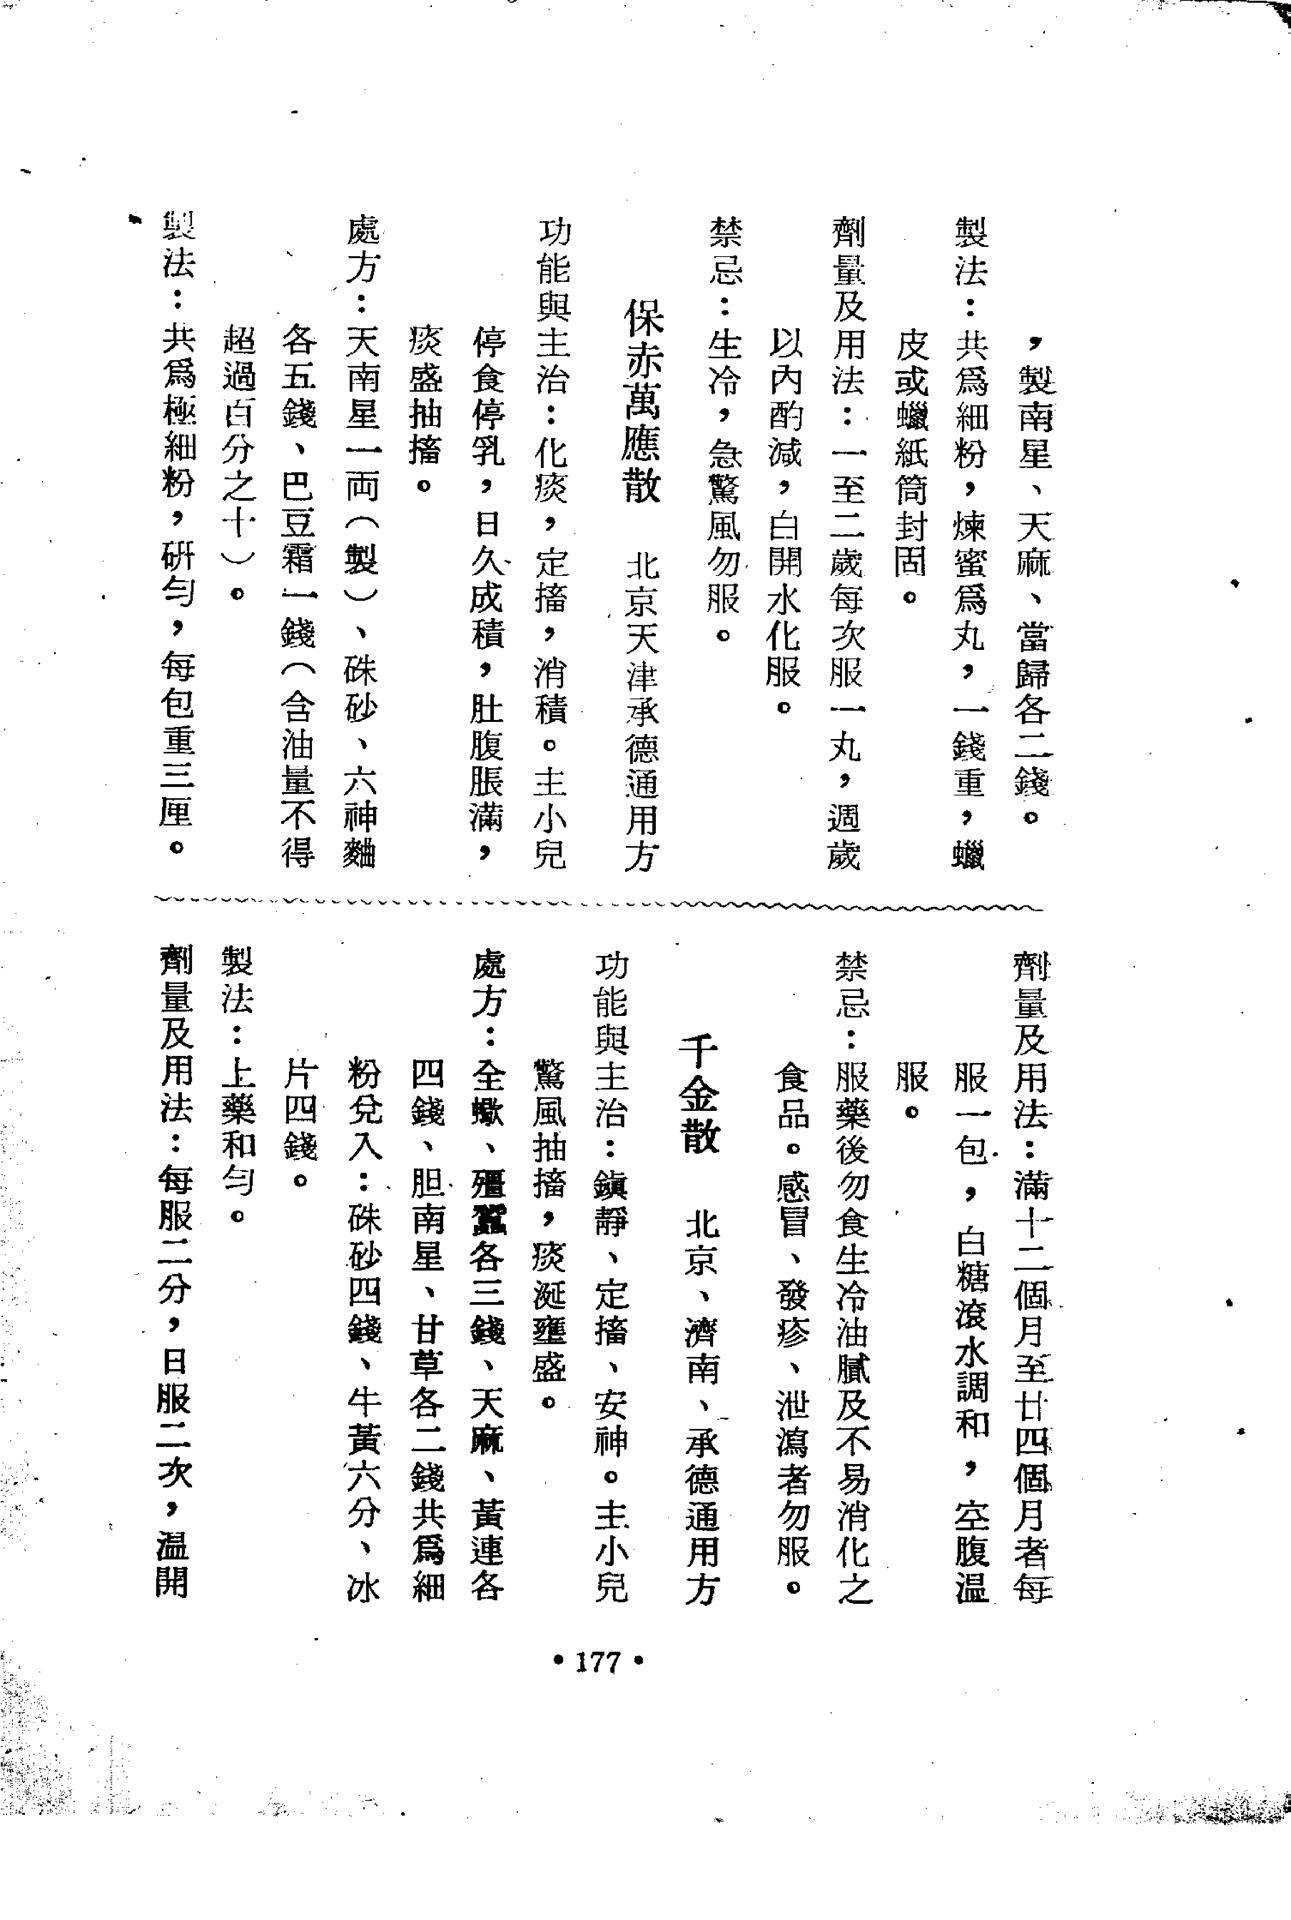 ，製南星、天麻、當歸各二錢。
製法：共爲細粉，煉蜜爲丸，一錢重，蠟
皮或蠟紙筒封固。
劑量及用法：一至二歲每次服一丸，週歲
以內酌減，白開水化服。
禁忌：生冷，急驚風勿服。
保赤萬應散　北京天津承德通用方
功能與主治：化痰，定搐，消積。主小兒
停食停乳，日久成積，肚腹脹滿，
痰盛抽搐。
處方：天南星一両（製）、硃砂、六神麯
各五錢、巴豆霜一錢（含油量不得
超過百分之十）。
製法：共爲極細粉，研勻，每包重三厘。
劑量及用法：滿十二個月至廿四個月者每
服一包，白糖滾水調和，空腹温
服。
禁忌：服藥後勿食生冷油膩及不易消化之
食品。感冒、發疹、泄瀉者勿服。
千金散　北京、濟南、承德通用方
功能與主治：鎭靜、定搐、安神。主小兒
驚風抽搐，痰涎壅盛。
處方：全蠍、殭蠶各三錢、天麻、黃連各
四錢、胆南星、甘草各二錢共爲細
粉兌入：硃砂四錢、牛黃六分、冰
片四錢。
製法：上藥和勻。
劑量及用法：每服二分，日服二次，温開
•177•